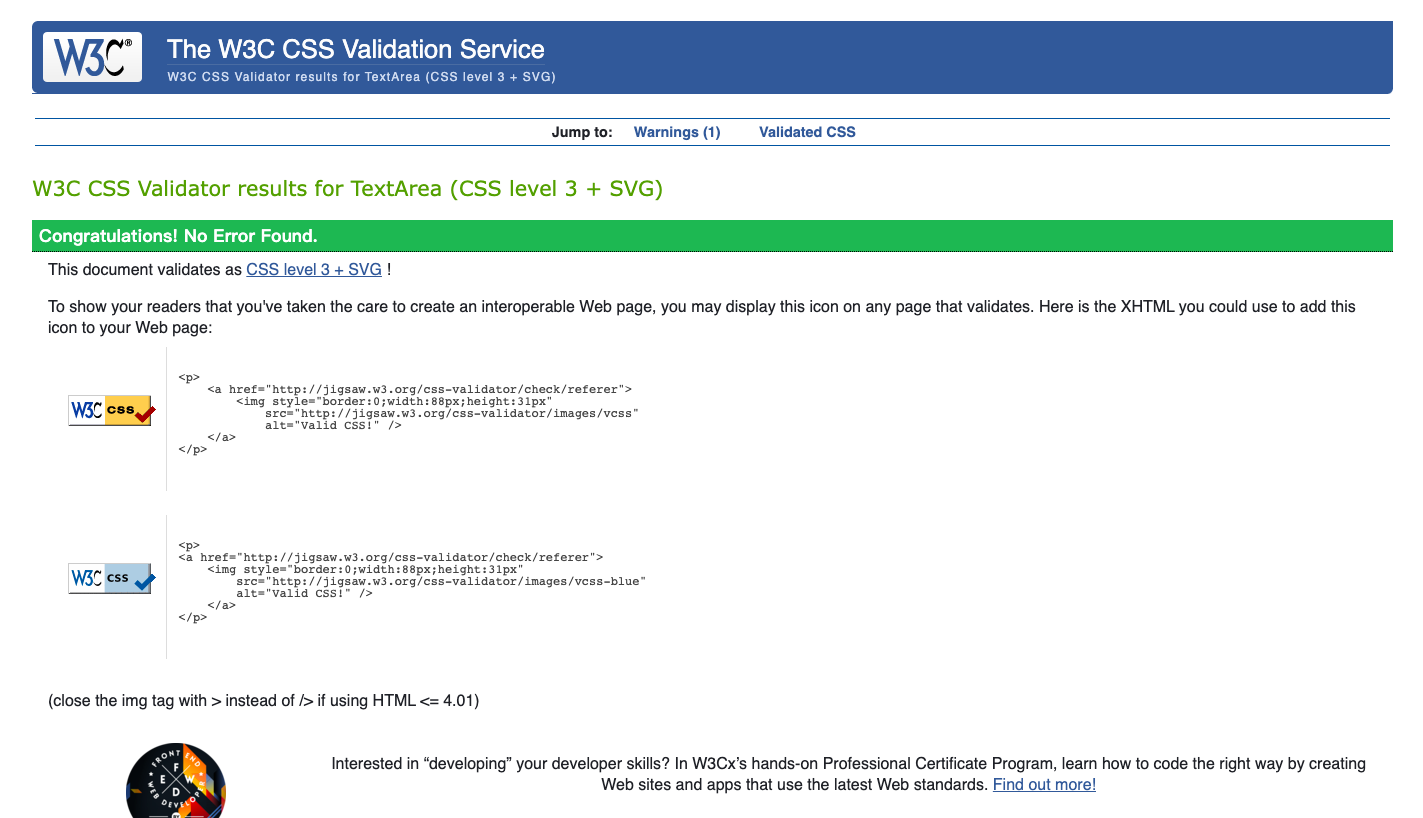 W3C®
The W3C CSS Validation Service
W3C CSS Validator results for TextArea (CSS level 3 + SVG)
Jump to: Warnings (1) Validated CSS
W3C CSS Validator results for TextArea (CSS level 3 + SVG)
Congratulations! No Error Found.
This document validates as CSS level 3 + SVG !
To show your readers that you've taken the care to create an interoperable Web page, you may display this icon on any page that validates. Here is the XHTML you could use to add this
icon to your Web page:
W3C css
<p>
    <a href="http://jigsaw.w3.org/css-validator/check/referer">
        <img style="border:0;width:88px;height:31px"
            src="http://jigsaw.w3.org/css-validator/images/vcss"
            alt="Valid CSS!" />
    </a>
</p>
W3C css
<p>
<a href="http://jigsaw.w3.org/css-validator/check/referer">
    <img style="border:0;width:88px;height:31px"
        src="http://jigsaw.w3.org/css-validator/images/vcss-blue"
        alt="Valid CSS!" />
    </a>
</p>
(close the img tag with > instead of /> if using HTML <= 4.01)
FRONT END
F
E W
D
WEB DEVELOPER
BY
Interested in “developing” your developer skills? In W3Cx’s hands-on Professional Certificate Program, learn how to code the right way by creating
Web sites and apps that use the latest Web standards. Find out more!